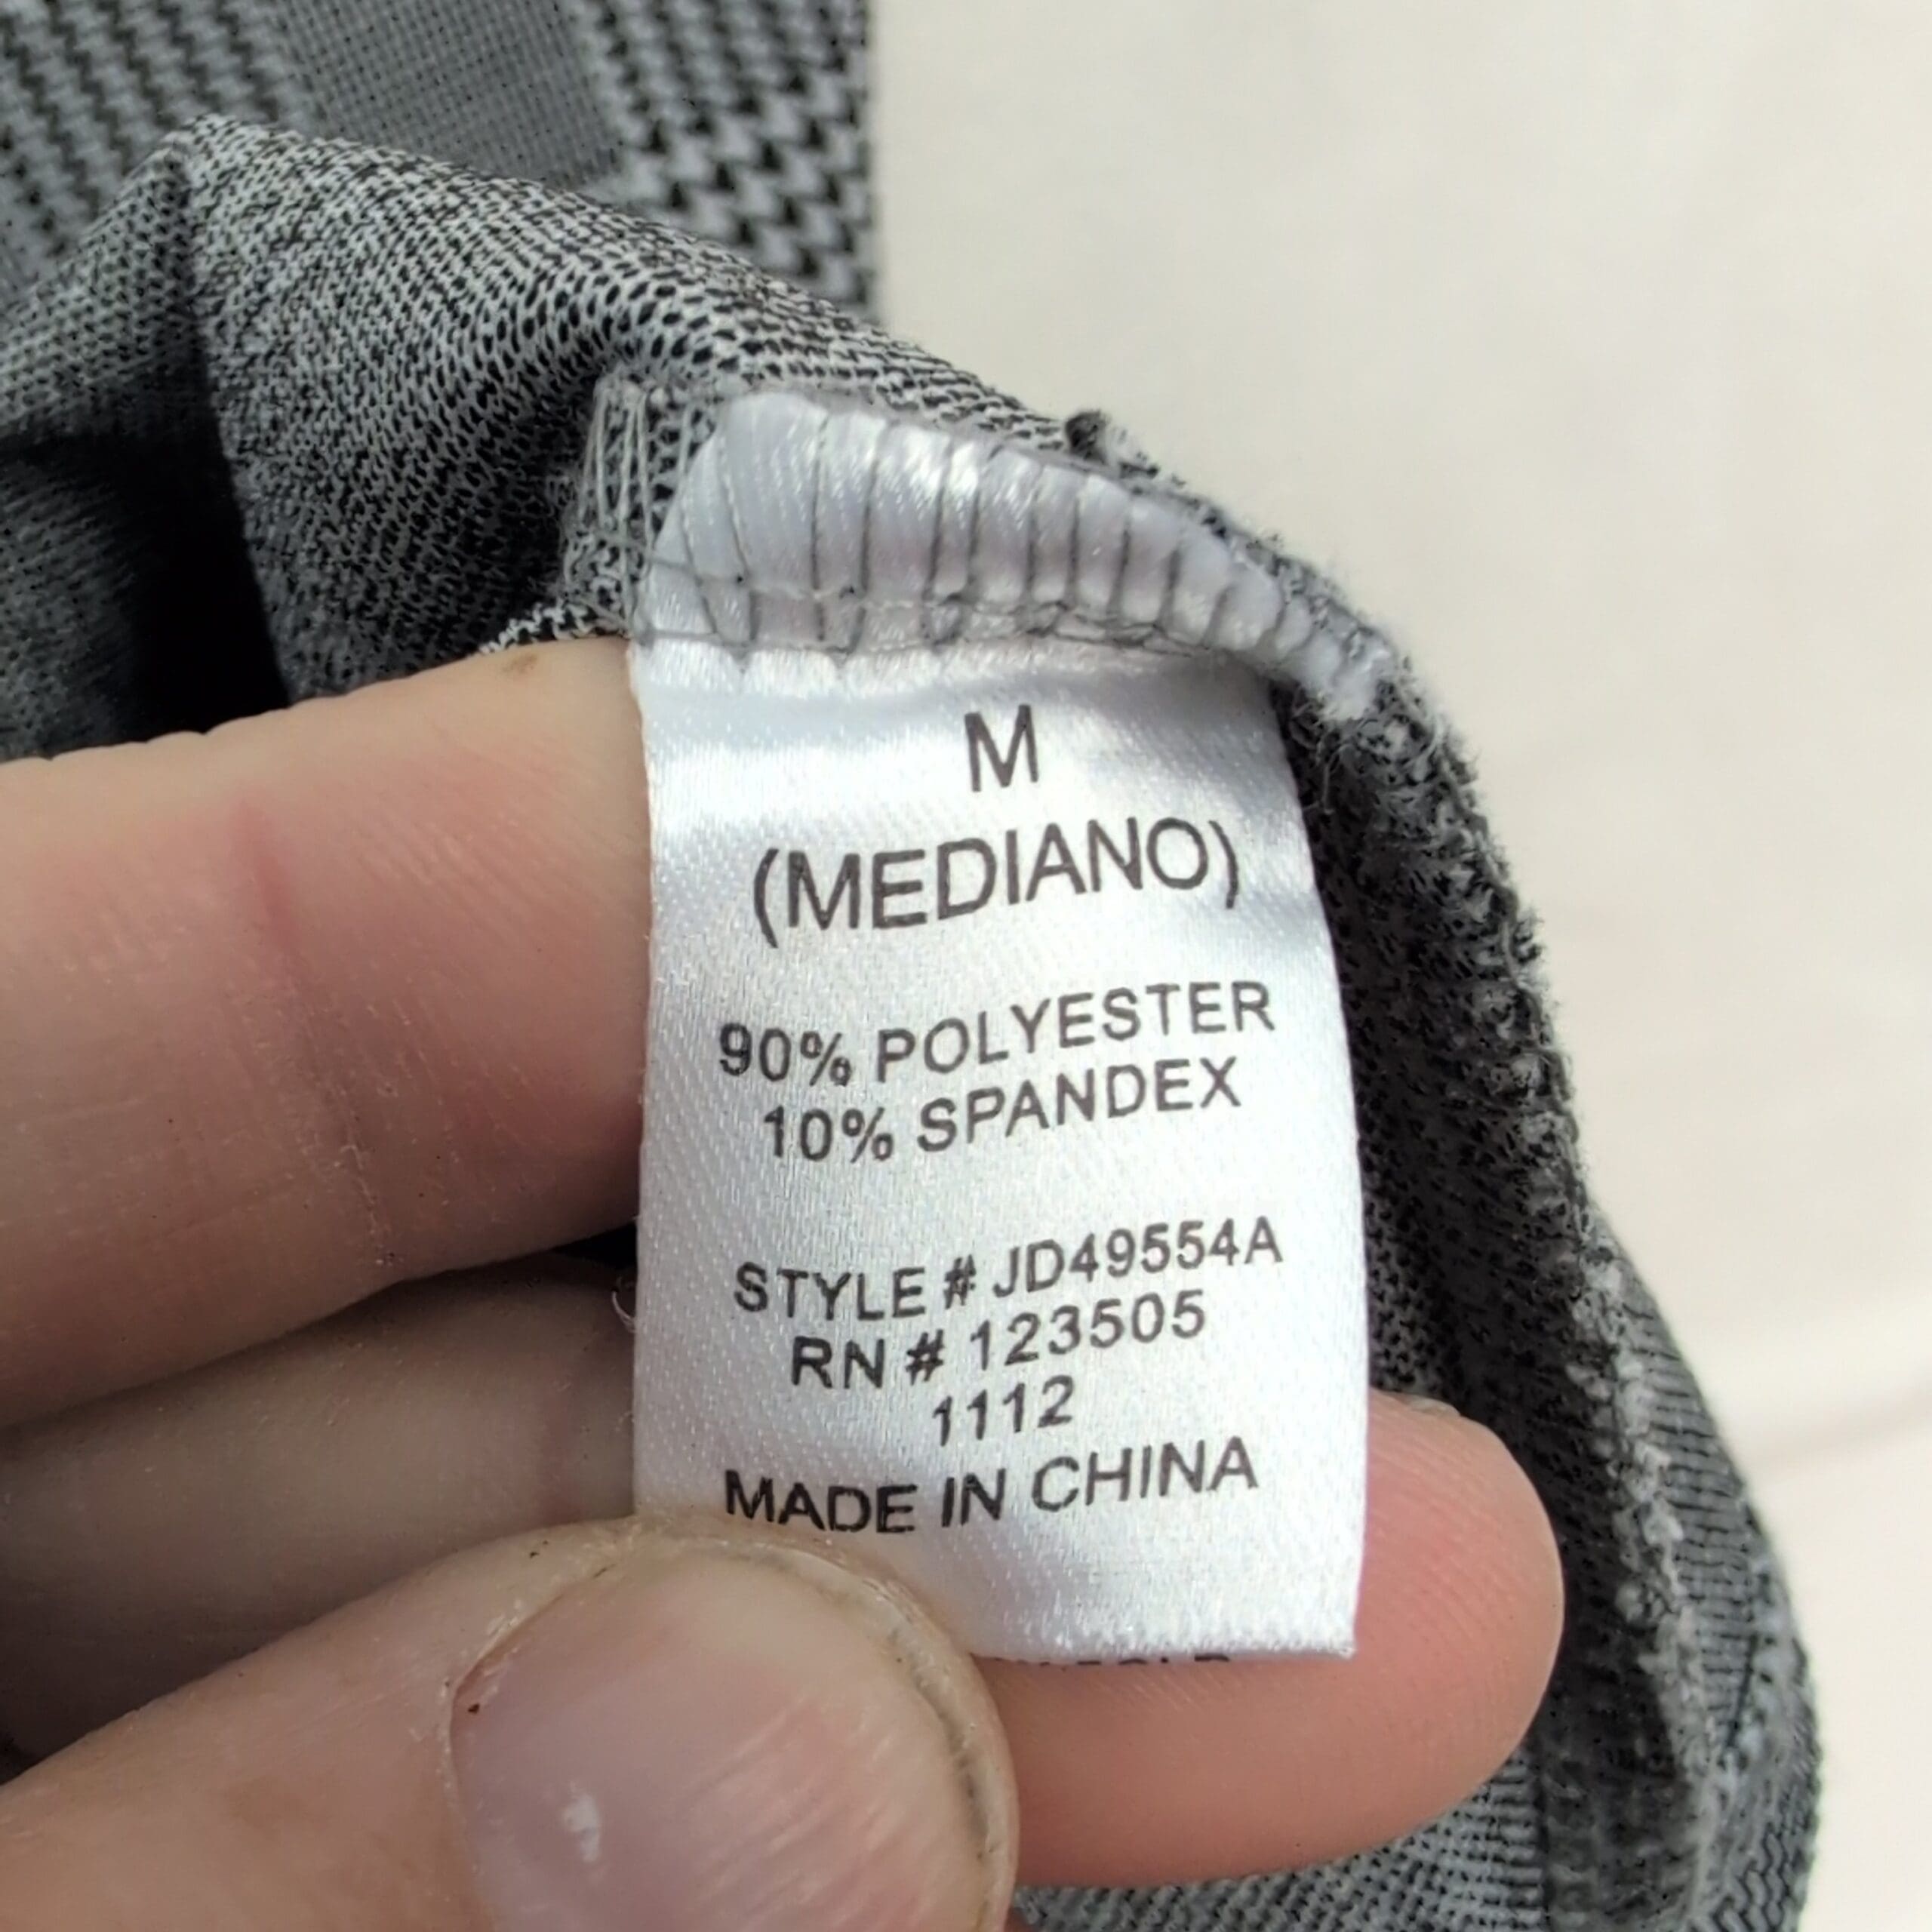 M
(MEDIANO)
90% POLYESTER
10% SPANDEX
STYLE # JD49554A
RN # 123505
1112
MADE IN CHINA